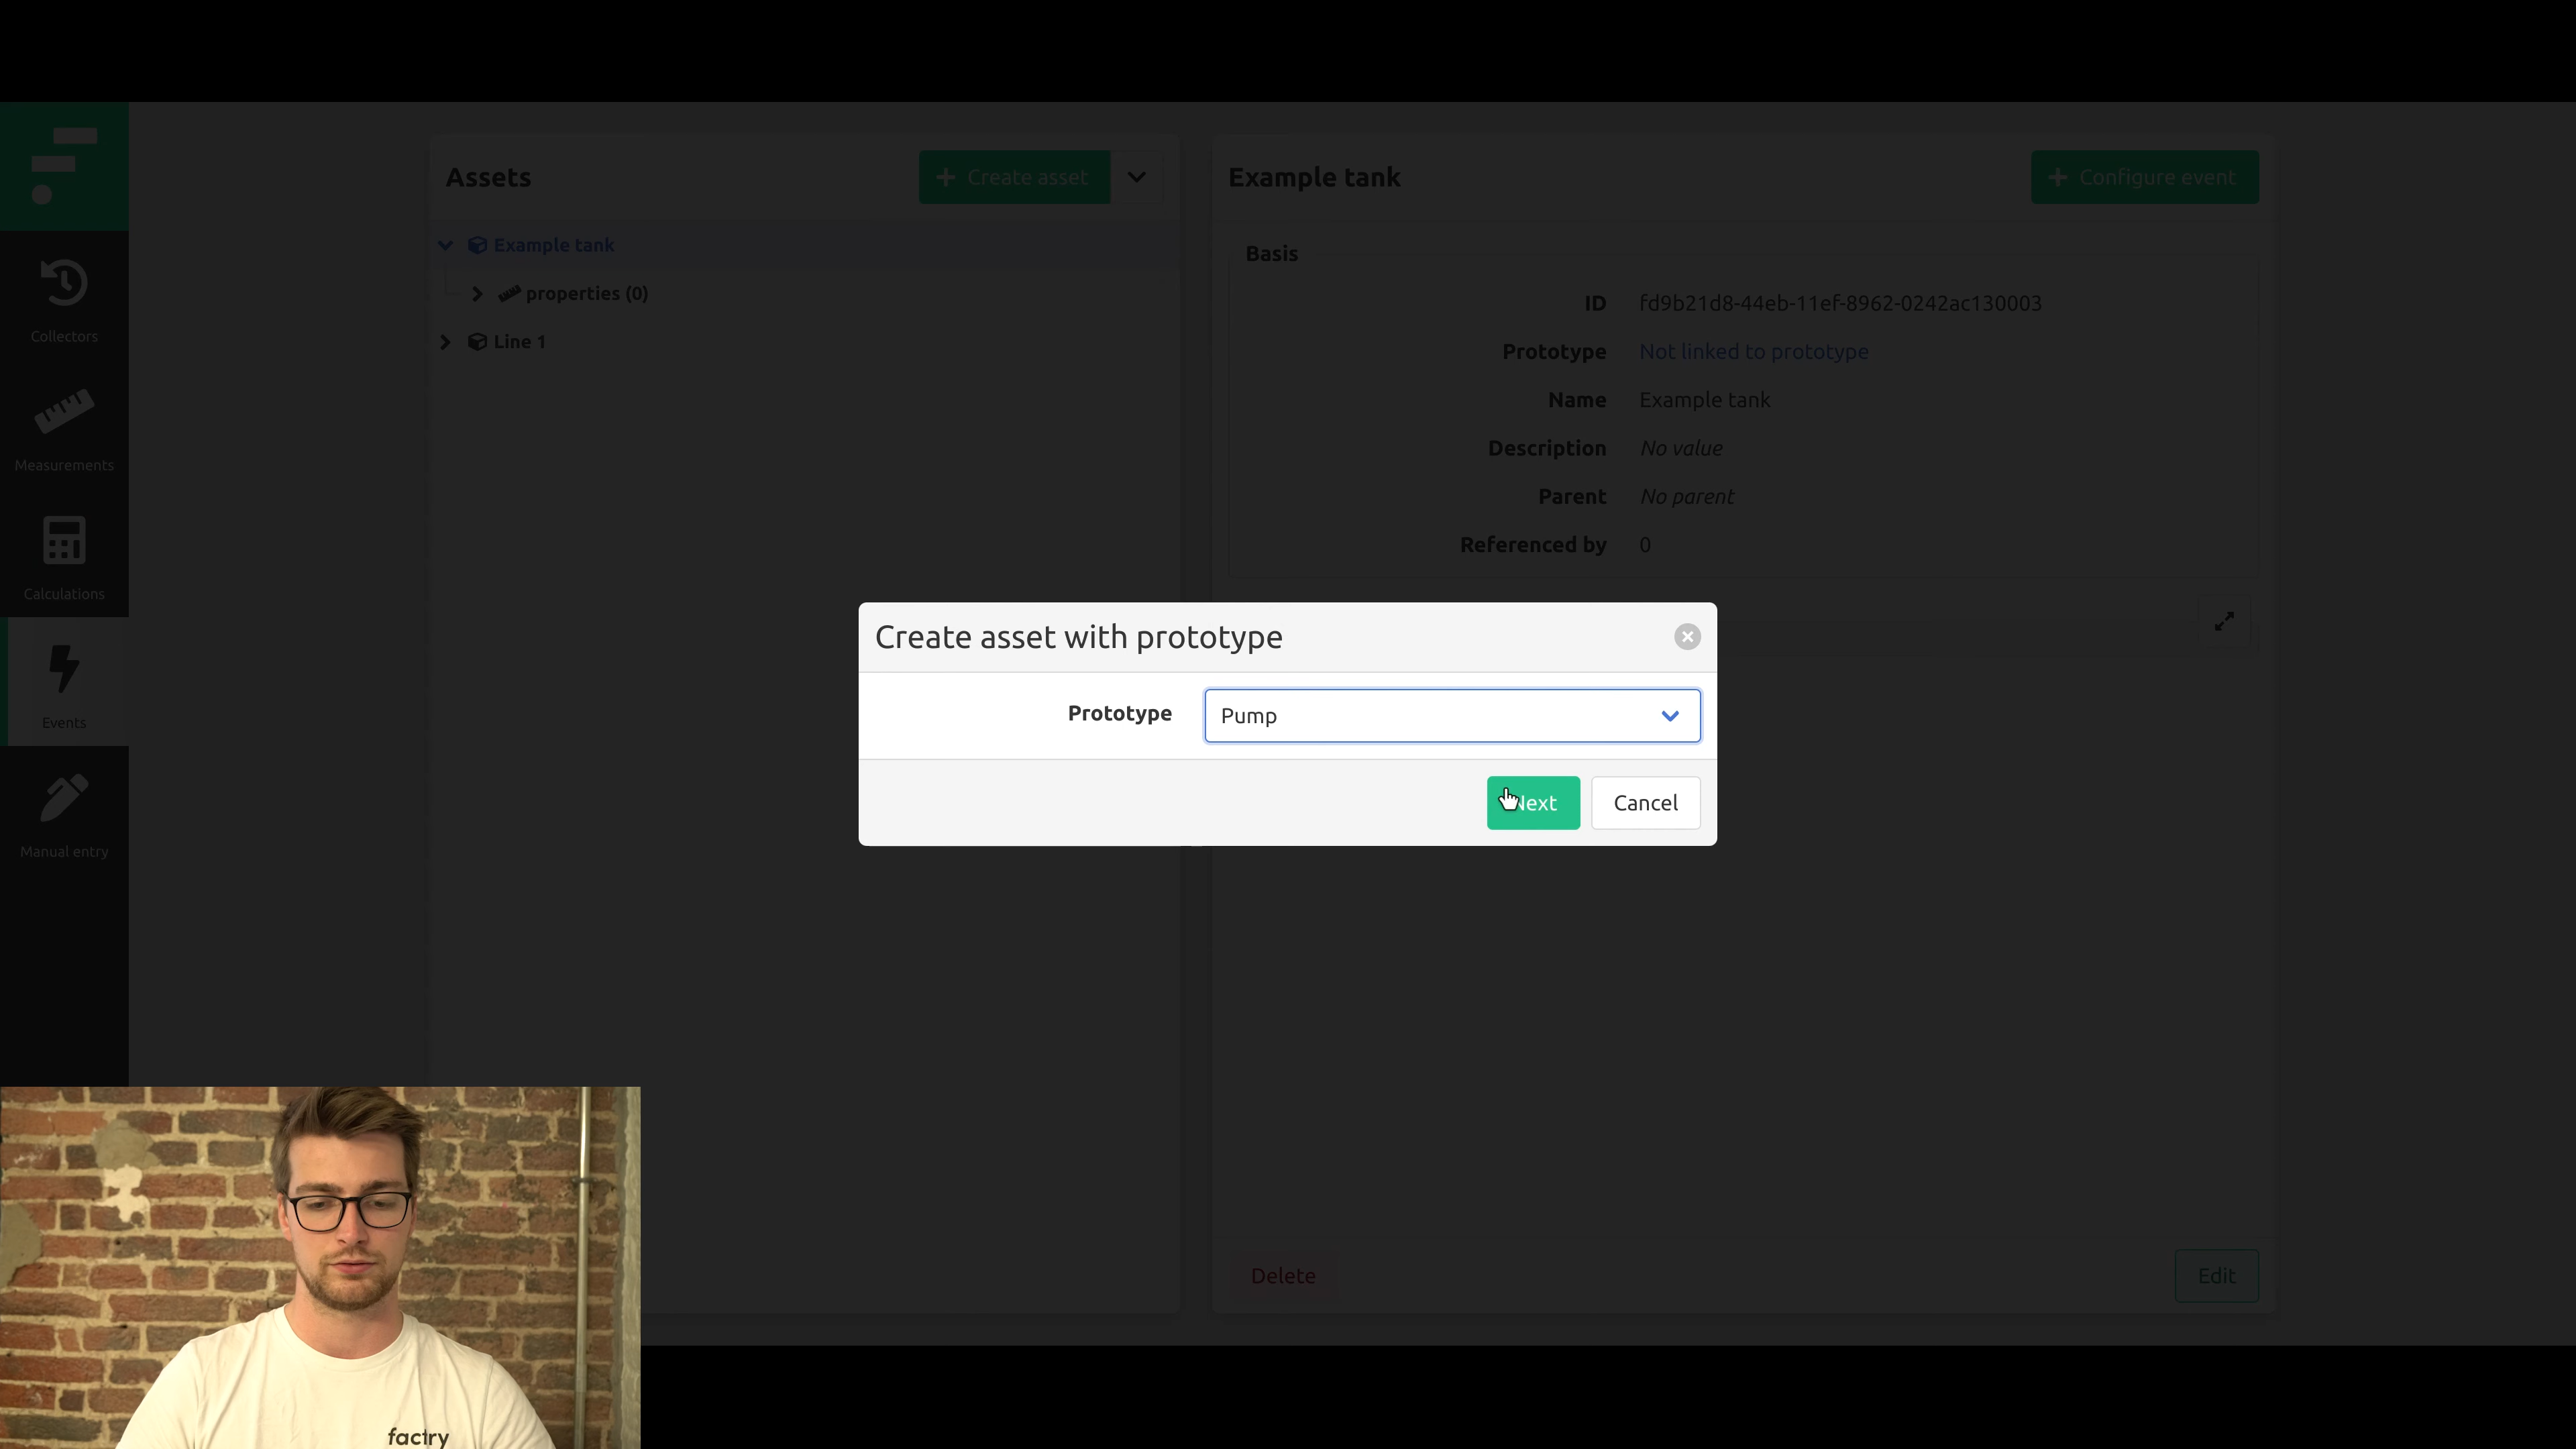 Assets
Create asset
Example tank
properties (0)
Line 1
Collectors
Measurements
Calculations
Events
Manual entry
Example tank
Configure event
Basis
ID fd9b21d8-44eb-11ef-8962-0242ac130003
Prototype Not linked to prototype
Name Example tank
Description No value
Parent No parent
Referenced by 0
Create asset with prototype
Prototype Pump
Next Cancel
Delete Edit
factry